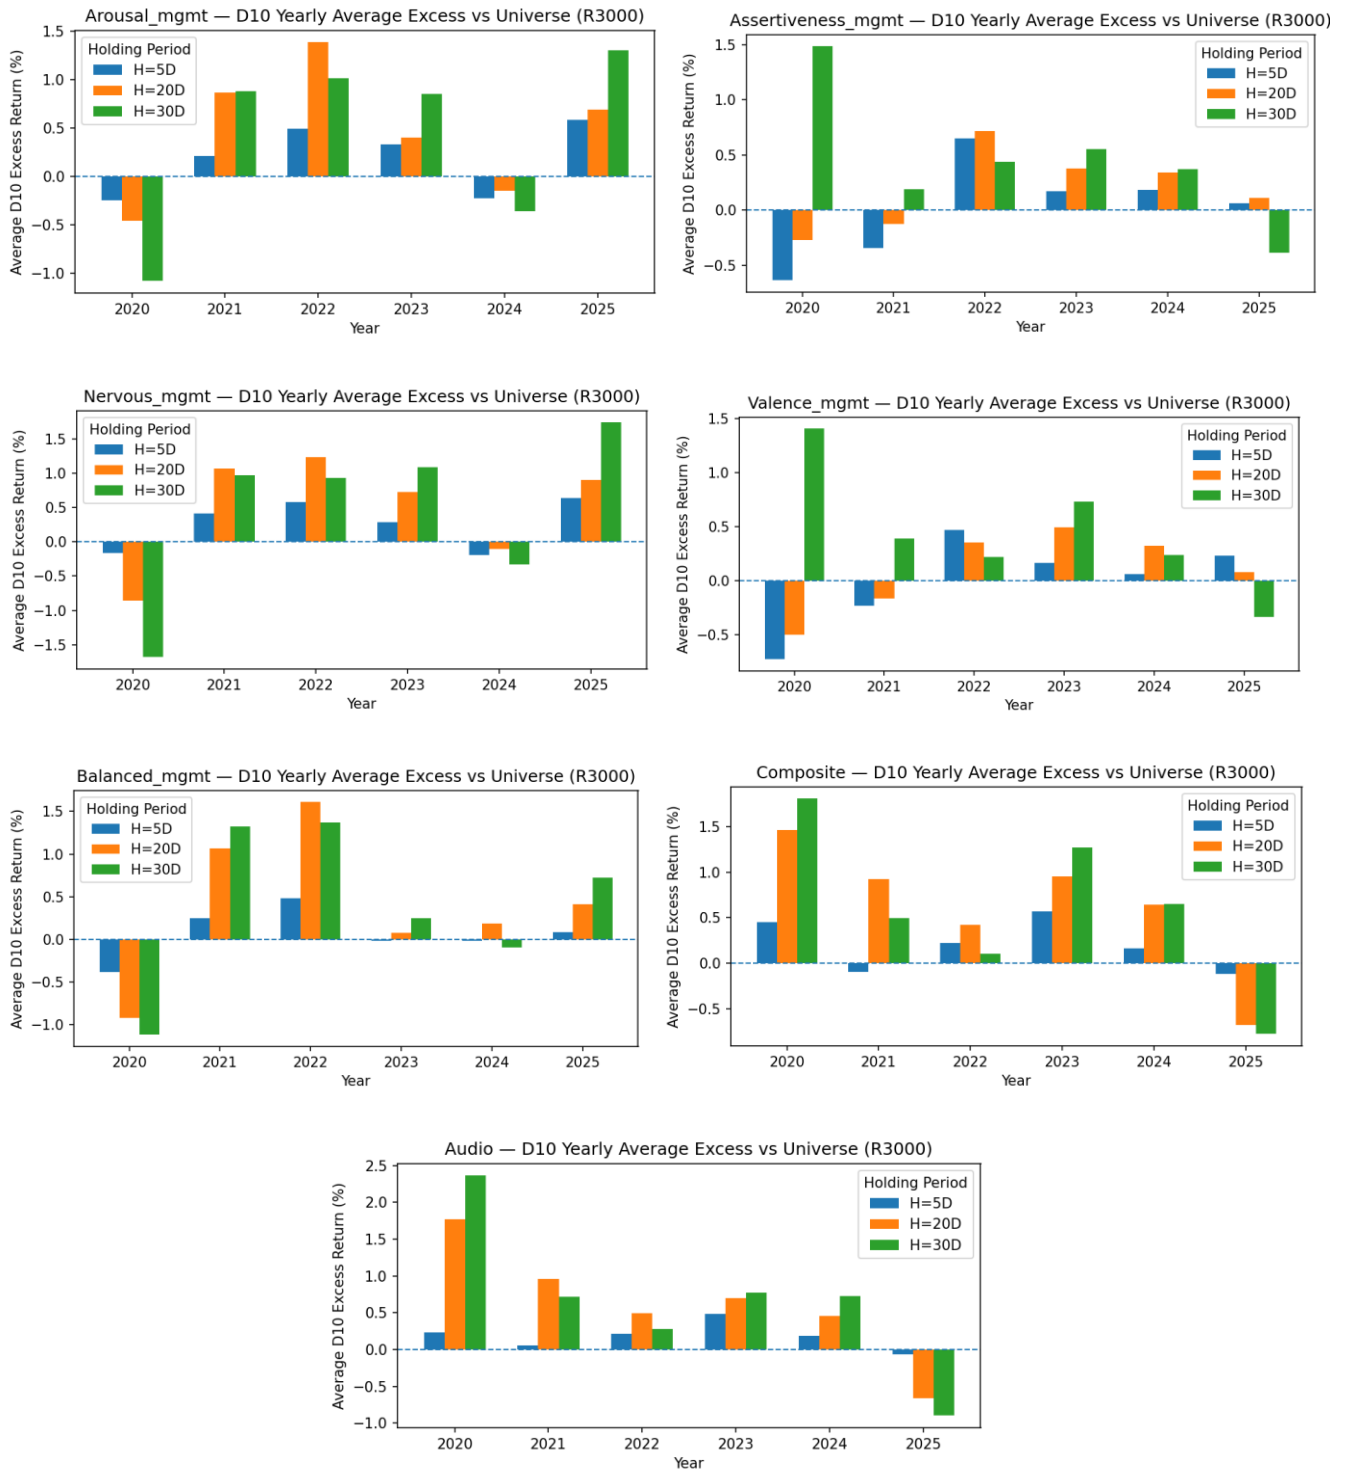 Arousal_mgmt — D10 Yearly Average Excess vs Universe (R3000)
Average D10 Excess Return (%)
1.5
1.0
0.5
0.0
−0.5
−1.0
Holding Period
H=5D
H=20D
H=30D
2020 2021 2022 2023 2024 2025
Year
Assertiveness_mgmt — D10 Yearly Average Excess vs Universe (R3000)
Average D10 Excess Return (%)
1.5
1.0
0.5
0.0
−0.5
Holding Period
H=5D
H=20D
H=30D
2020 2021 2022 2023 2024 2025
Year
Nervous_mgmt — D10 Yearly Average Excess vs Universe (R3000)
Average D10 Excess Return (%)
1.5
1.0
0.5
0.0
−0.5
−1.0
−1.5
Holding Period
H=5D
H=20D
H=30D
2020 2021 2022 2023 2024 2025
Year
Valence_mgmt — D10 Yearly Average Excess vs Universe (R3000)
Average D10 Excess Return (%)
1.5
1.0
0.5
0.0
−0.5
Holding Period
H=5D
H=20D
H=30D
2020 2021 2022 2023 2024 2025
Year
Balanced_mgmt — D10 Yearly Average Excess vs Universe (R3000)
Average D10 Excess Return (%)
1.5
1.0
0.5
0.0
−0.5
−1.0
Holding Period
H=5D
H=20D
H=30D
2020 2021 2022 2023 2024 2025
Year
Composite — D10 Yearly Average Excess vs Universe (R3000)
Average D10 Excess Return (%)
1.5
1.0
0.5
0.0
−0.5
Holding Period
H=5D
H=20D
H=30D
2020 2021 2022 2023 2024 2025
Year
Audio — D10 Yearly Average Excess vs Universe (R3000)
Average D10 Excess Return (%)
2.5
2.0
1.5
1.0
0.5
0.0
−0.5
−1.0
Holding Period
H=5D
H=20D
H=30D
2020 2021 2022 2023 2024 2025
Year